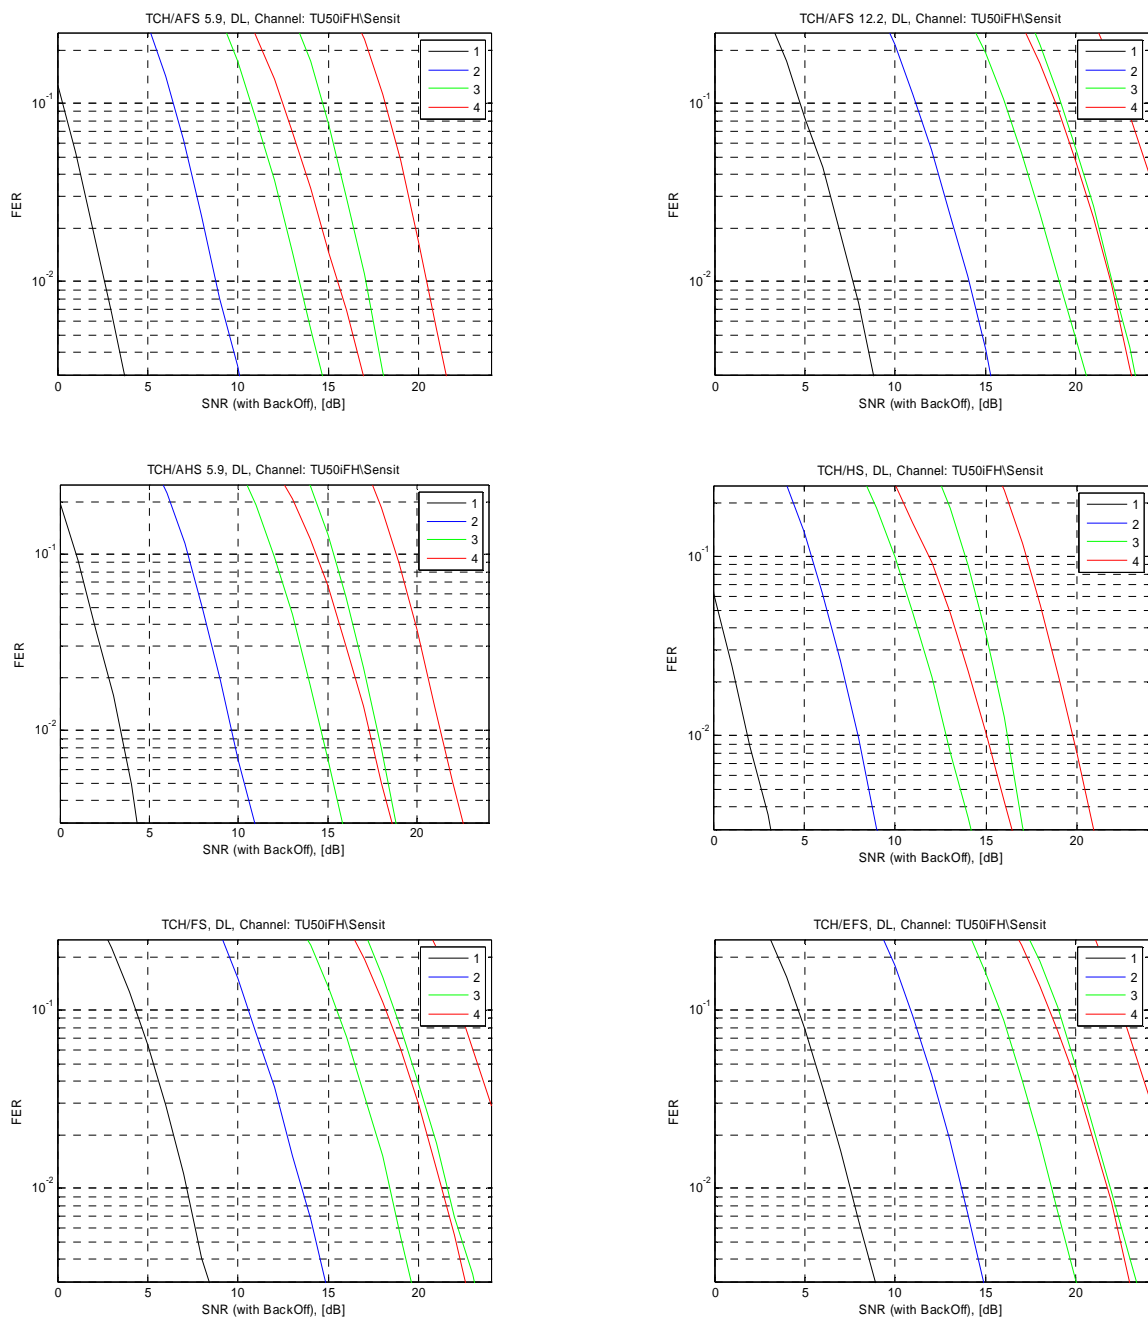 TCH/AFS 5.9, DL, Channel: TU50iFH\Sensit
FER
10-1
10-2
0 5 10 15 20
SNR (with BackOff), [dB]
1
2
3
4
TCH/AFS 12.2, DL, Channel: TU50iFH\Sensit
FER
10-1
10-2
0 5 10 15 20
SNR (with BackOff), [dB]
1
2
3
4
TCH/AHS 5.9, DL, Channel: TU50iFH\Sensit
FER
10-1
10-2
0 5 10 15 20
SNR (with BackOff), [dB]
1
2
3
4
TCH/HS, DL, Channel: TU50iFH\Sensit
FER
10-1
10-2
0 5 10 15 20
SNR (with BackOff), [dB]
1
2
3
4
TCH/FS, DL, Channel: TU50iFH\Sensit
FER
10-1
10-2
0 5 10 15 20
SNR (with BackOff), [dB]
1
2
3
4
TCH/EFS, DL, Channel: TU50iFH\Sensit
FER
10-1
10-2
0 5 10 15 20
SNR (with BackOff), [dB]
1
2
3
4